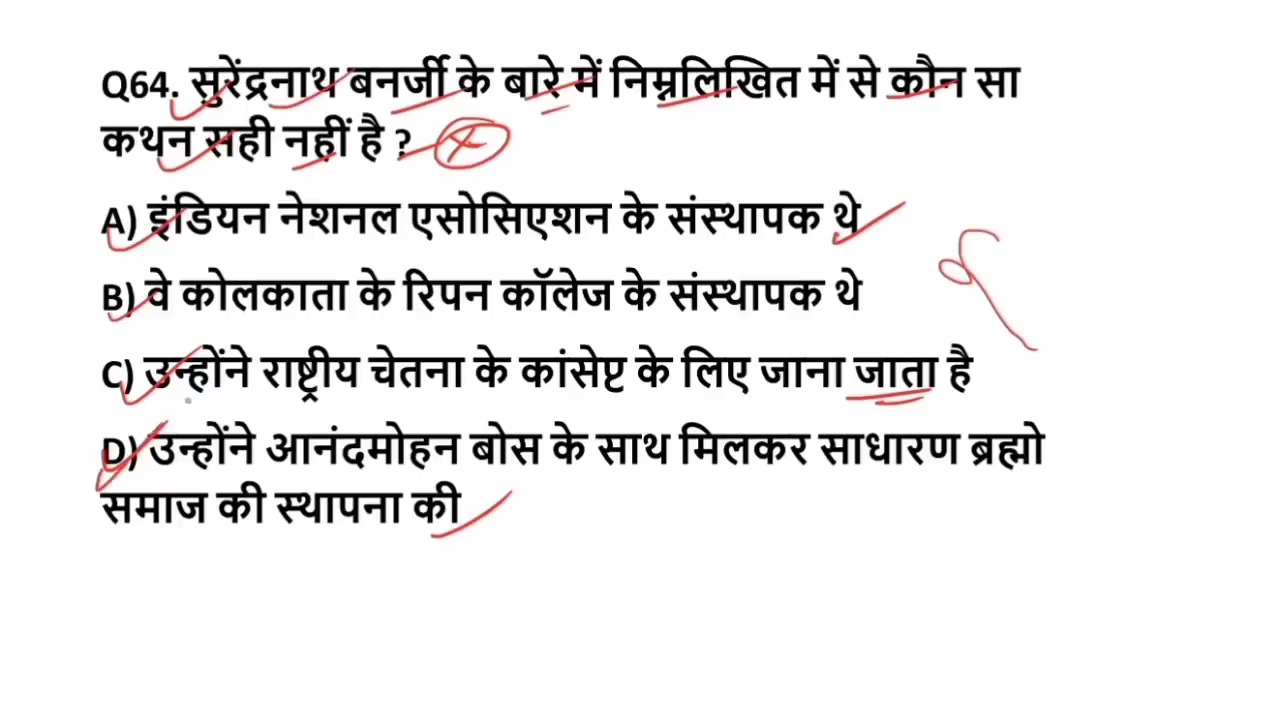 Q64. सुरेंद्रनाथ बनर्जी के बारे में निम्नलिखित में से कौन सा
कथन सही नहीं है ?
A) इंडियन नेशनल एसोसिएशन के संस्थापक थे
B) वे कोलकाता के रिपन कॉलेज के संस्थापक थे
C) उन्होंने राष्ट्रीय चेतना के कांसेप्ट के लिए जाना जाता है
D) उन्होंने आनंदमोहन बोस के साथ मिलकर साधारण ब्रह्मो
समाज की स्थापना की